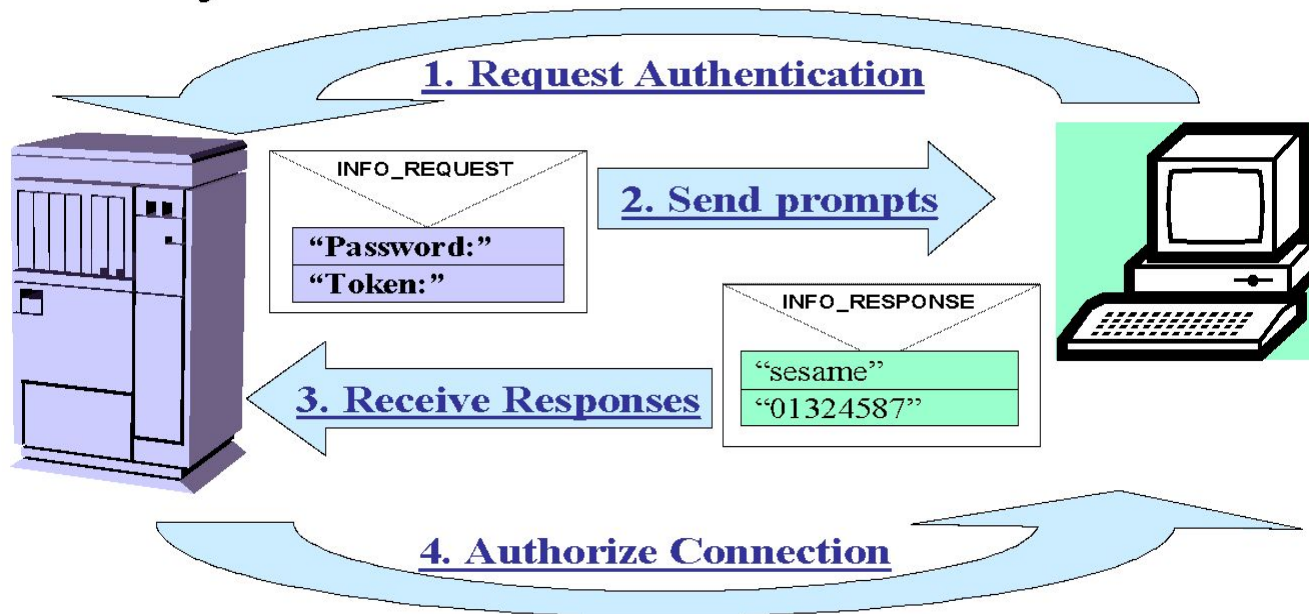 1. Request Authentication
INFO_REQUEST
“Password:”
“Token:”
2. Send prompts
INFO_RESPONSE
“sesame”
“01324587”
3. Receive Responses
4. Authorize Connection